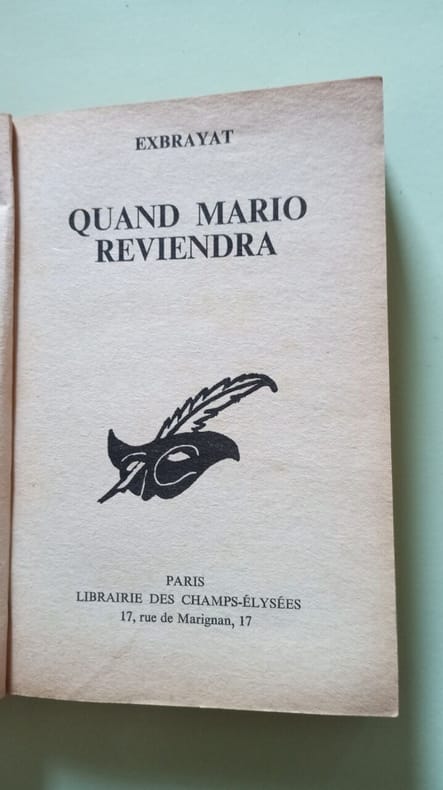 EXBRAYAT
QUAND MARIO
REVIENDRA
PARIS
LIBRAIRIE DES CHAMPS-ÉLYSÉES
17, rue de Marignan, 17